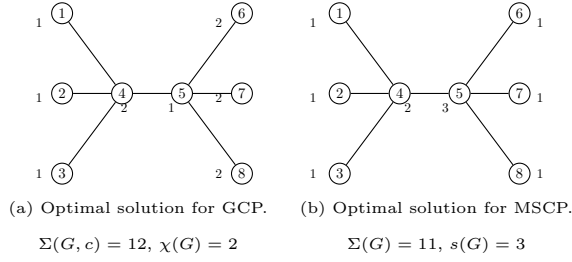 1 1 2 6 1 1 6 1
1 2 4 2 5 1 2 7 1 2 4 2 5 3 7 1
1 3 2 8 1 3 8 1
(a) Optimal solution for GCP. (b) Optimal solution for MSCP.
Σ(G, c) = 12, χ(G) = 2 Σ(G) = 11, s(G) = 3